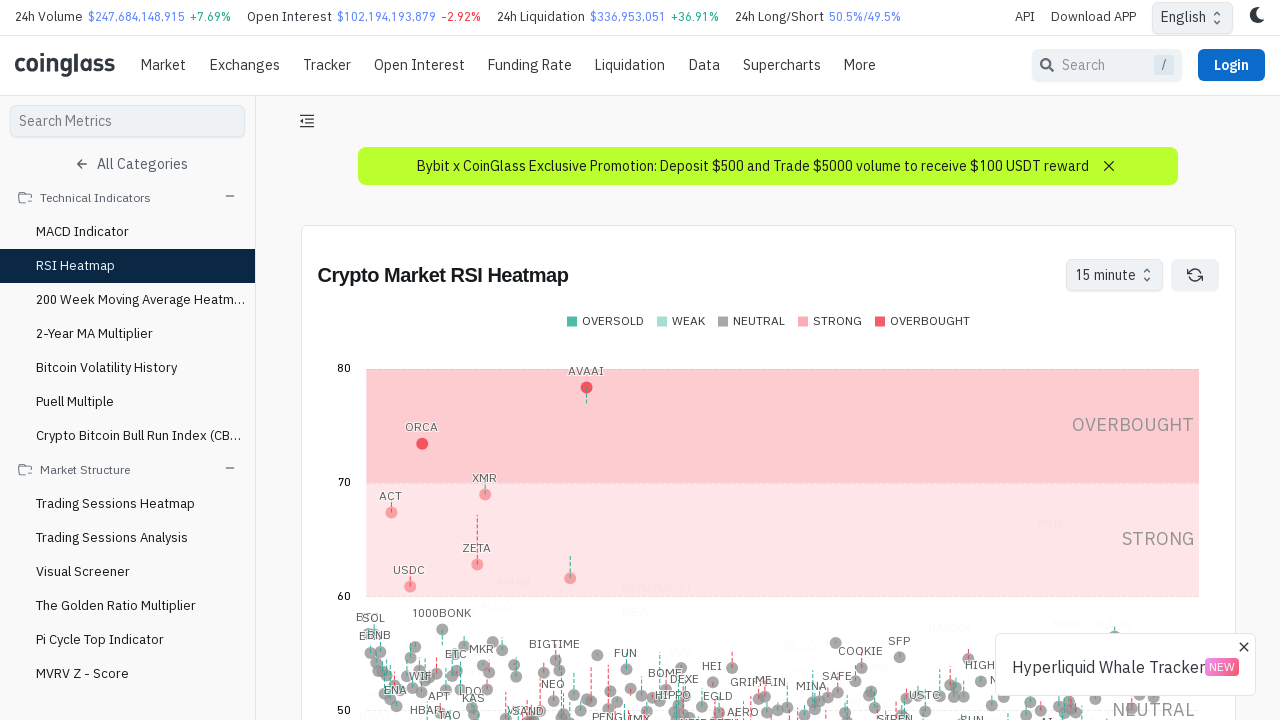 24h Volume $247,684,148,915 +7.69% Open Interest $102,194,193,879 -2.92% 24h Liquidation $336,953,051 +36.91% 24h Long/Short 50.5%/49.5% API Download APP English
coinglass Market Exchanges Tracker Open Interest Funding Rate Liquidation Data Supercharts More Search / Login
Search Metrics
All Categories
Technical Indicators
MACD Indicator
RSI Heatmap
200 Week Moving Average Heatm...
2-Year MA Multiplier
Bitcoin Volatility History
Puell Multiple
Crypto Bitcoin Bull Run Index (CB...
Market Structure
Trading Sessions Heatmap
Trading Sessions Analysis
Visual Screener
The Golden Ratio Multiplier
Pi Cycle Top Indicator
MVRV Z - Score
Bybit x CoinGlass Exclusive Promotion: Deposit $500 and Trade $5000 volume to receive $100 USDT reward
Crypto Market RSI Heatmap
15 minute
OVERSOLD WEAK NEUTRAL STRONG OVERBOUGHT
80
AVAAI
ORCA
OVERBOUGHT
70
XMR
ACT
STRONG
ZETA
USDC
60
1000BONK
SOL
BNB
BIGTIME
SFP
ETC
MKR
FUN
COOKIE
HEI
HIGH
WIF
BOME
DEXE
NEO
ME
SAFE
MINA
ENA
APT
KAS
HIPPO
EGLD
USTC
HBAR
TAO
SAND
AERO
50
NEUTRAL
Hyperliquid Whale Tracker NEW